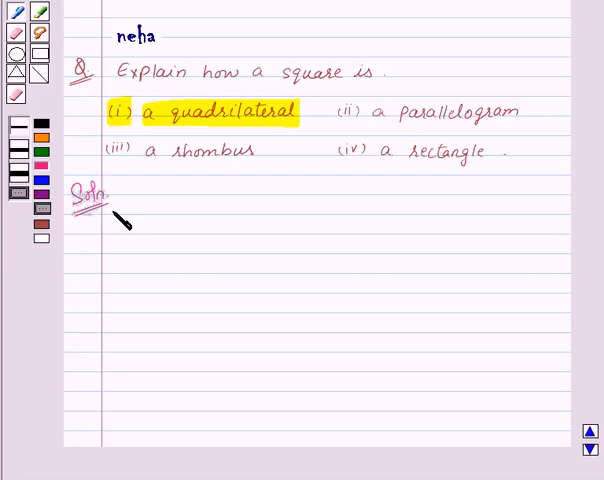 neha
Q. Explain how a square is.
(i) a quadrilateral (ii) a parallelogram
(iii) a rhombus (iv) a rectangle.
Soln.